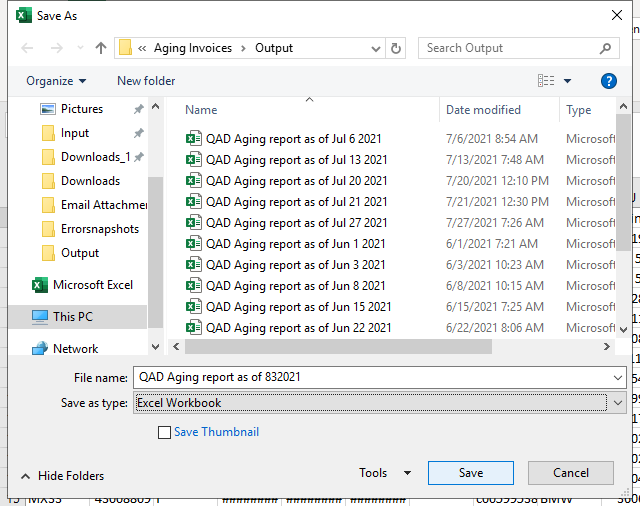 Save As
« Aging Invoices > Output
Search Output
Organize
New folder
Name
Date modified
Type
Pictures
Input
Downloads_1
Downloads
Email Attachme
Errorsnapshots
Output
Microsoft Excel
This PC
Network
QAD Aging report as of Jul 6 2021 7/6/2021 8:54 AM Microsoft
QAD Aging report as of Jul 13 2021 7/13/2021 7:48 AM Microsoft
QAD Aging report as of Jul 20 2021 7/20/2021 12:10 PM Microsoft
QAD Aging report as of Jul 21 2021 7/21/2021 12:30 PM Microsoft
QAD Aging report as of Jul 27 2021 7/27/2021 7:26 AM Microsoft
QAD Aging report as of Jun 1 2021 6/1/2021 7:21 AM Microsoft
QAD Aging report as of Jun 3 2021 6/3/2021 10:23 AM Microsoft
QAD Aging report as of Jun 8 2021 6/8/2021 10:15 AM Microsoft
QAD Aging report as of Jun 15 2021 6/15/2021 7:25 AM Microsoft
QAD Aging report as of Jun 22 2021 6/22/2021 8:06 AM Microsoft
File name: QAD Aging report as of 832021
Save as type: Excel Workbook
Save Thumbnail
Hide Folders
Tools
Save
Cancel